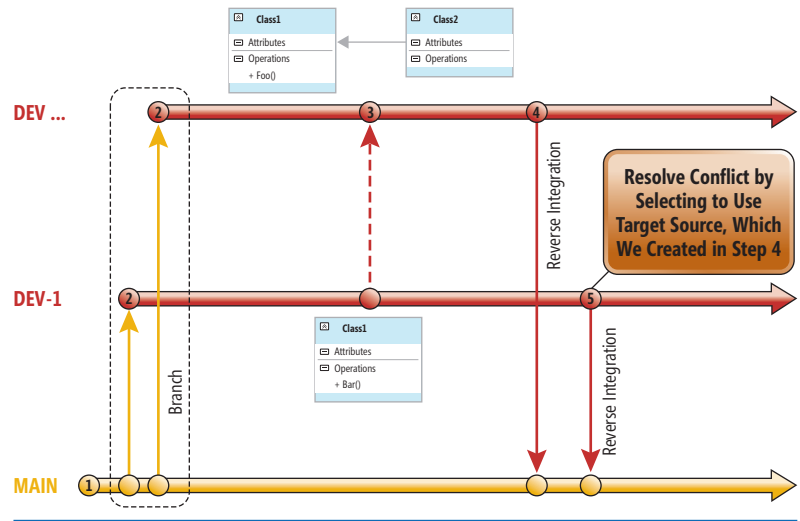 Class1
Attributes
Operations
+ Foo()
Class2
Attributes
Operations
DEV ...
2
3
4
Reverse Integration
Resolve Conflict by
Selecting to Use
Target Source, Which
We Created in Step 4
DEV-1
2
5
Class1
Attributes
Operations
+ Bar()
Branch
Reverse Integration
MAIN
1